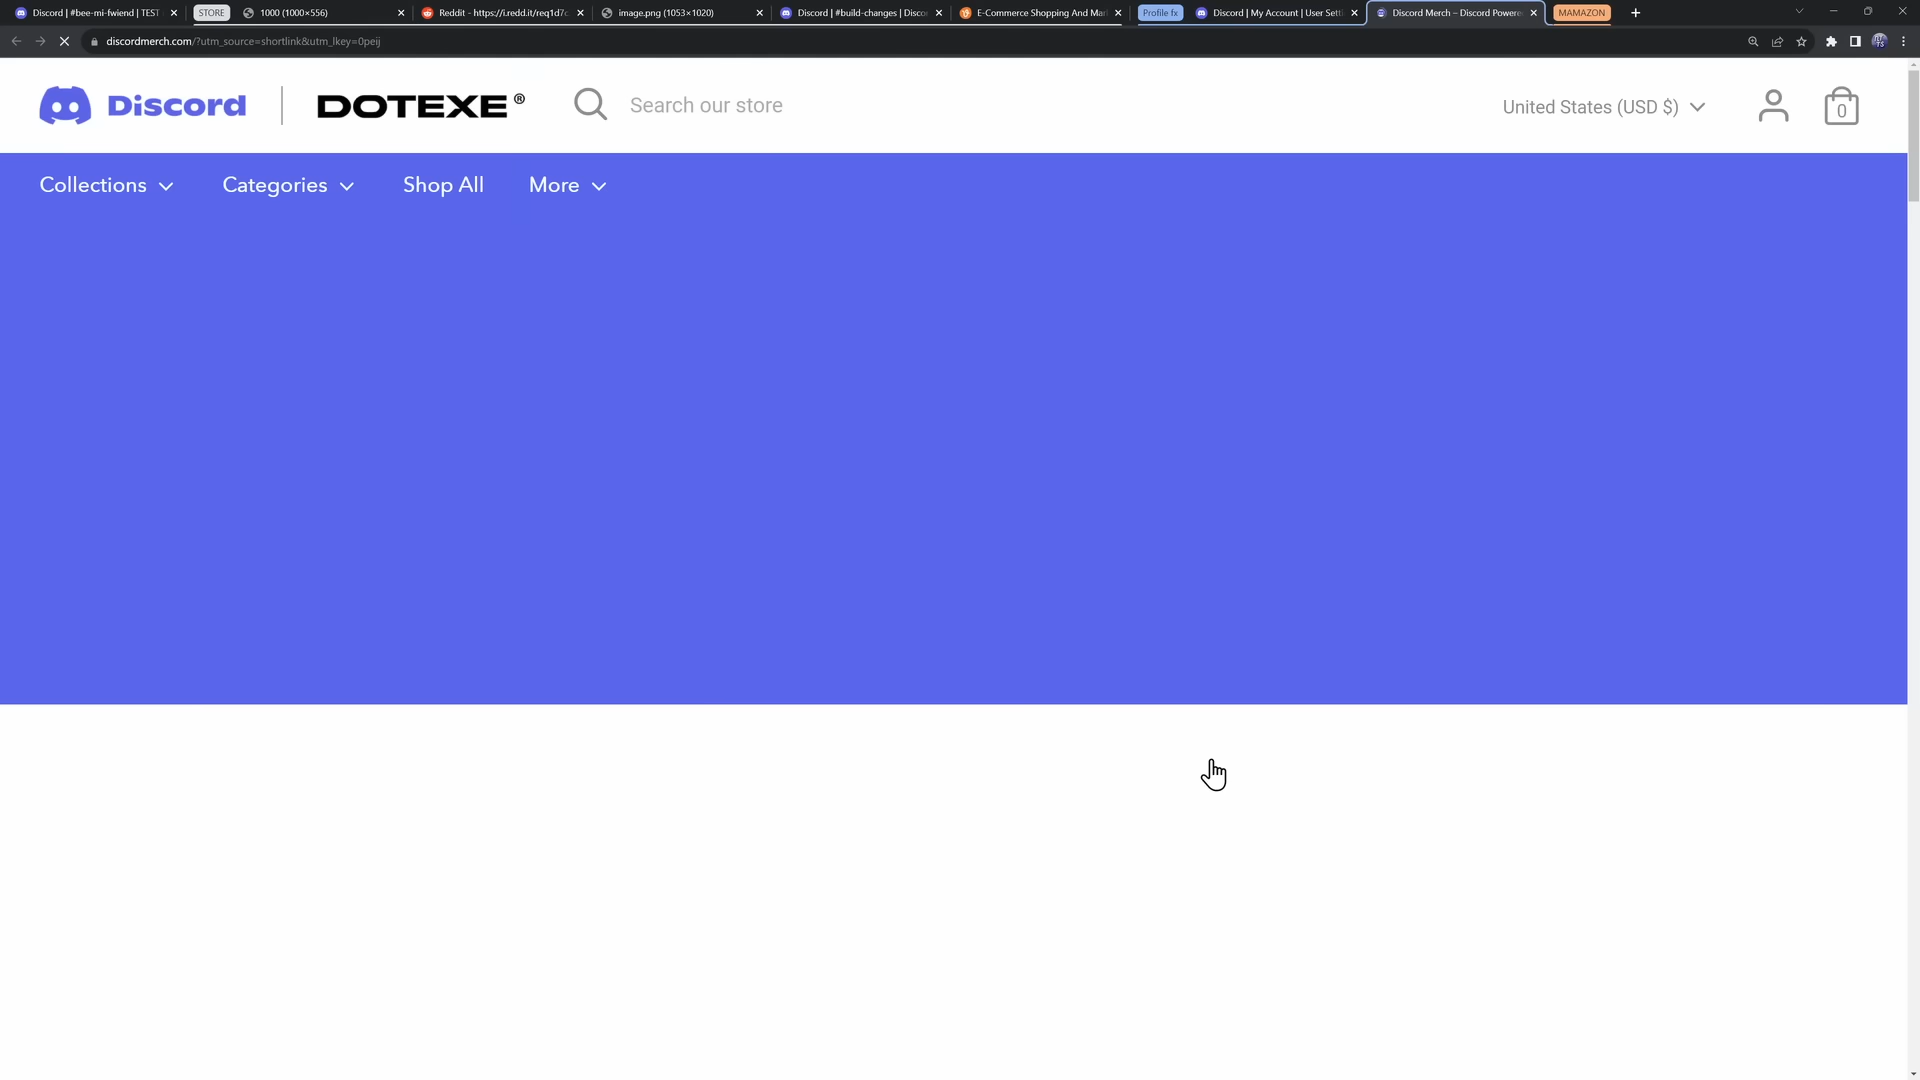 Discord | #bee-mi-fwiend | TEST
STORE
1000 (1000×556)
Reddit - https://i.redd.it/req1d7c
image.png (1053×1020)
Discord | #build-changes | Disco
E-Commerce Shopping And Mar
Profile fx
Discord | My Account | User Setti
Discord Merch – Discord Powere
MAMAZON
discordmerch.com/?utm_source=shortlink&utm_lkey=0peij
Discord
DOTEXE®
Search our store
United States (USD $)
0
Collections
Categories
Shop All
More